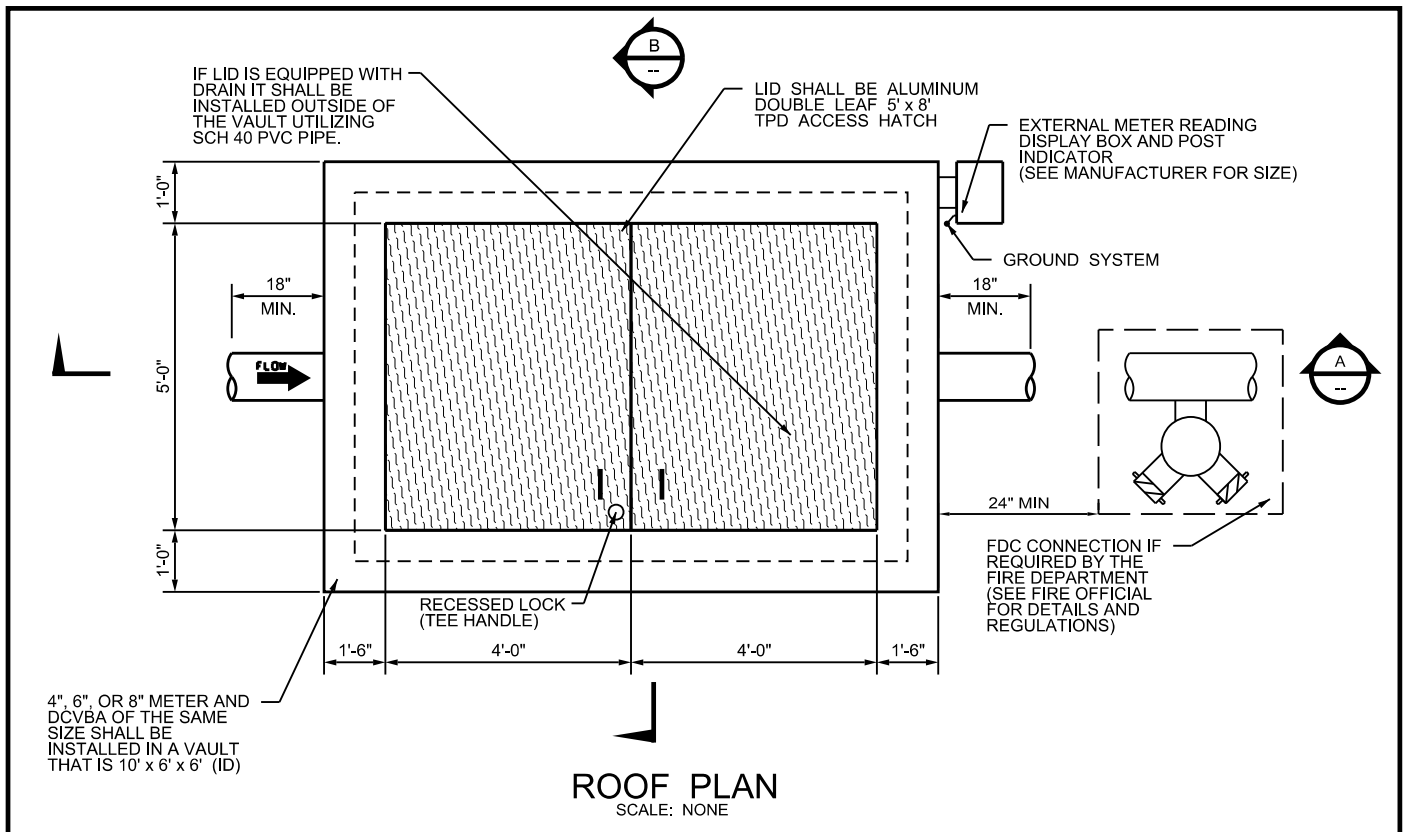 B
--
IF LID IS EQUIPPED WITH
DRAIN IT SHALL BE
INSTALLED OUTSIDE OF
THE VAULT UTILIZING
SCH 40 PVC PIPE.
LID SHALL BE ALUMINUM
DOUBLE LEAF 5' x 8'
TPD ACCESS HATCH
EXTERNAL METER READING
DISPLAY BOX AND POST
INDICATOR
(SEE MANUFACTURER FOR SIZE)
1'-0"
GROUND SYSTEM
18"
MIN.
18"
MIN.
5'-0"
FLOW
A
--
24" MIN
1'-0"
FDC CONNECTION IF
REQUIRED BY THE
FIRE DEPARTMENT
(SEE FIRE OFFICIAL
FOR DETAILS AND
REGULATIONS)
RECESSED LOCK
(TEE HANDLE)
1'-6"
4'-0"
4'-0"
1'-6"
4", 6", OR 8" METER AND
DCVBA OF THE SAME
SIZE SHALL BE
INSTALLED IN A VAULT
THAT IS 10' x 6' x 6' (ID)
ROOF PLAN
SCALE: NONE